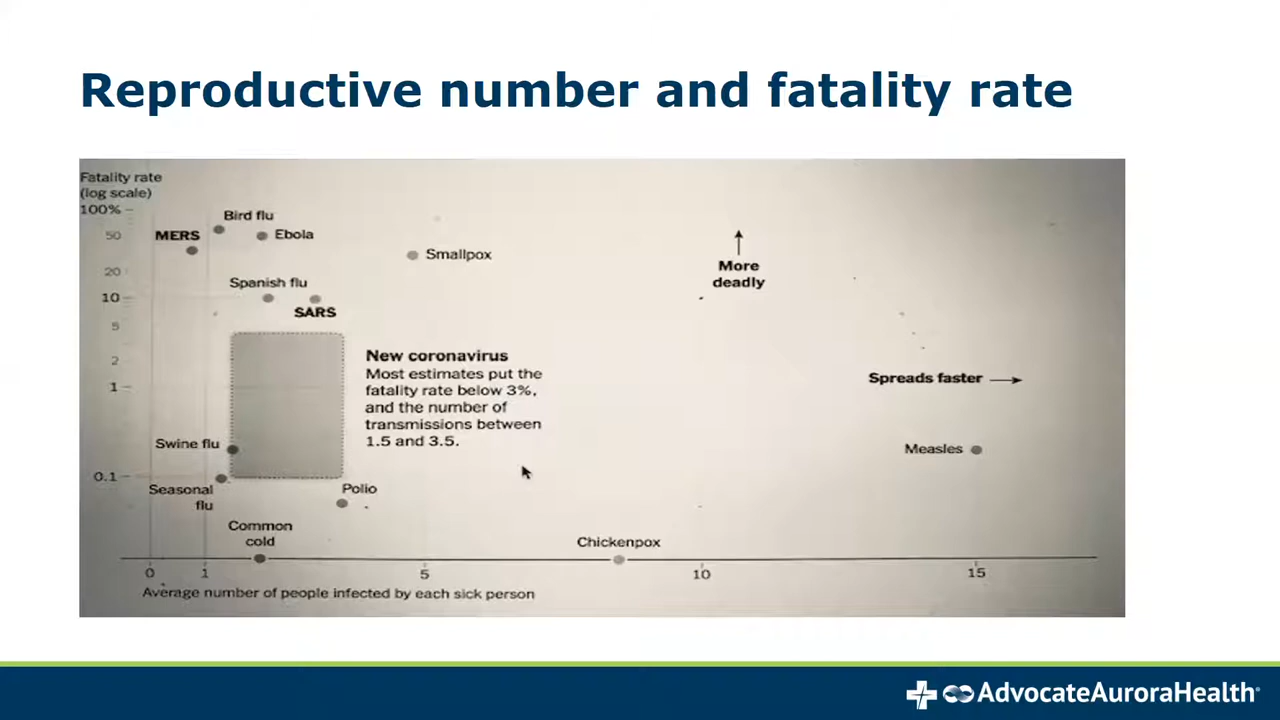 Reproductive number and fatality rate
Fatality rate
(log scale)
100%
50
20
10
5
2
1
0.1
Bird flu
MERS
Ebola
Smallpox
Spanish flu
SARS
More
deadly
New coronavirus
Most estimates put the
fatality rate below 3%,
and the number of
transmissions between
1.5 and 3.5.
Spreads faster
Swine flu
Measles
Seasonal
flu
Polio
Common
cold
Chickenpox
0
1
5
10
15
Average number of people infected by each sick person
AdvocateAuroraHealth®